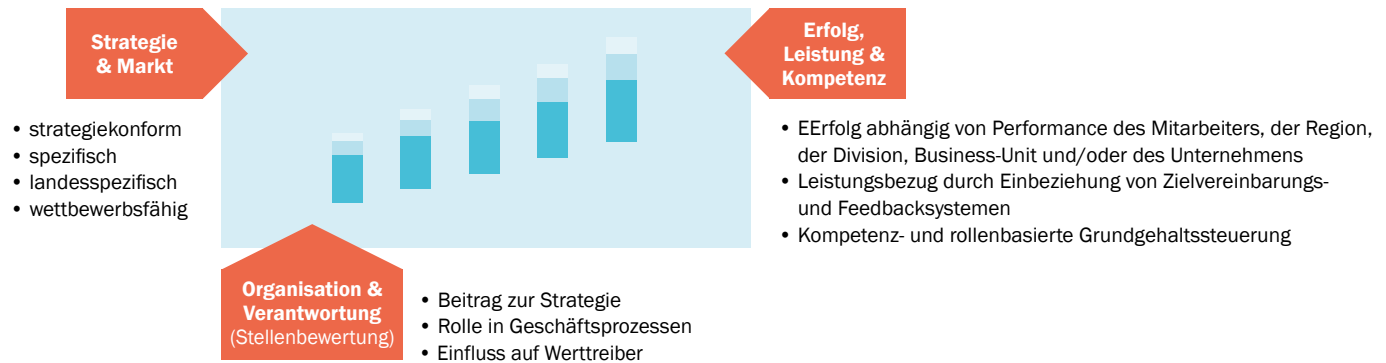 Strategie
& Markt
• strategiekonform
• spezifisch
• landesspezifisch
• wettbewerbsfähig
Erfolg,
Leistung &
Kompetenz
• EErfolg abhängig von Performance des Mitarbeiters, der Region,
der Division, Business-Unit und/oder des Unternehmens
• Leistungsbezug durch Einbeziehung von Zielvereinbarungs-
und Feedbacksystemen
• Kompetenz- und rollenbasierte Grundgehaltssteuerung
Organisation &
Verantwortung
(Stellenbewertung)
• Beitrag zur Strategie
• Rolle in Geschäftsprozessen
• Einfluss auf Werttreiber